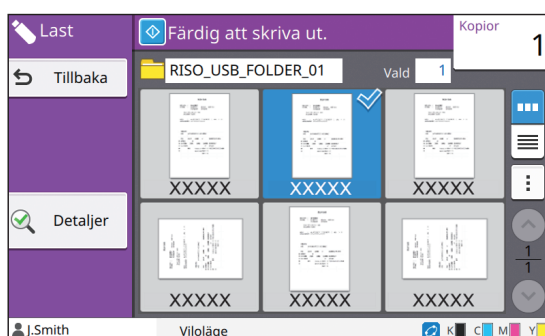 Last
Färdig att skriva ut.
Kopior
1
Tillbaka
RISO_USB_FOLDER_01
Vald
1
XXXXX
XXXXX
XXXXX
Detaljer
1
1
XXXXX
XXXXX
XXXXX
J.Smith
Viloläge
K C M Y